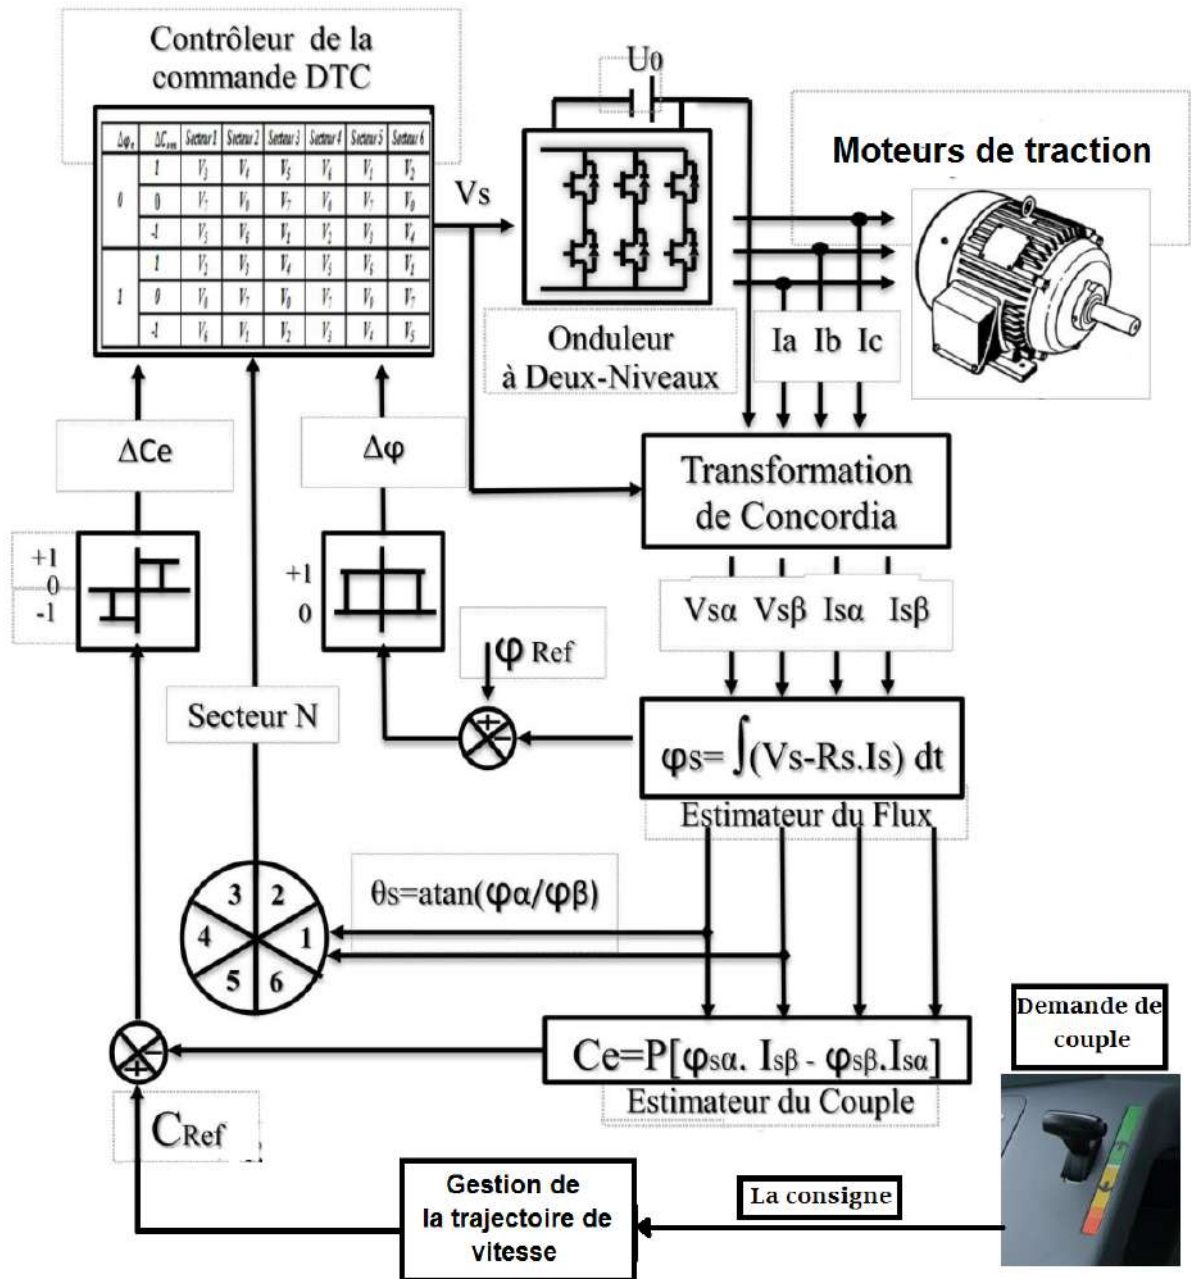 Contrôleur de la
commande DTC
Δφs ΔCem Secteur 1 Secteur 2 Secteur 3 Secteur 4 Secteur 5 Secteur 6
0
1 V3 V4 V5 V6 V1 V2
0 V7 V0 V7 V0 V7 V0
-1 V5 V6 V1 V2 V3 V4
1
1 V2 V3 V4 V5 V6 V1
0 V0 V7 V0 V7 V0 V7
-1 V6 V1 V2 V3 V4 V5
Vs
U0
Onduleur
à Deux-Niveaux
Moteurs de traction
Ia Ib Ic
Transformation
de Concordia
Vsα Vsβ Isα Isβ
ΔCe
Δφ
+1
0
-1
+1
0
φ Ref
+
-
Secteur N
φs= ∫(Vs-Rs.Is) dt
Estimateur du Flux
θs=atan(φα/φβ)
3 2
4 1
5 6
-
+
Ce=P[φsα. Isβ - φsβ.Isα]
Estimateur du Couple
CRef
Demande de
couple
La consigne
Gestion de
la trajectoire de
vitesse